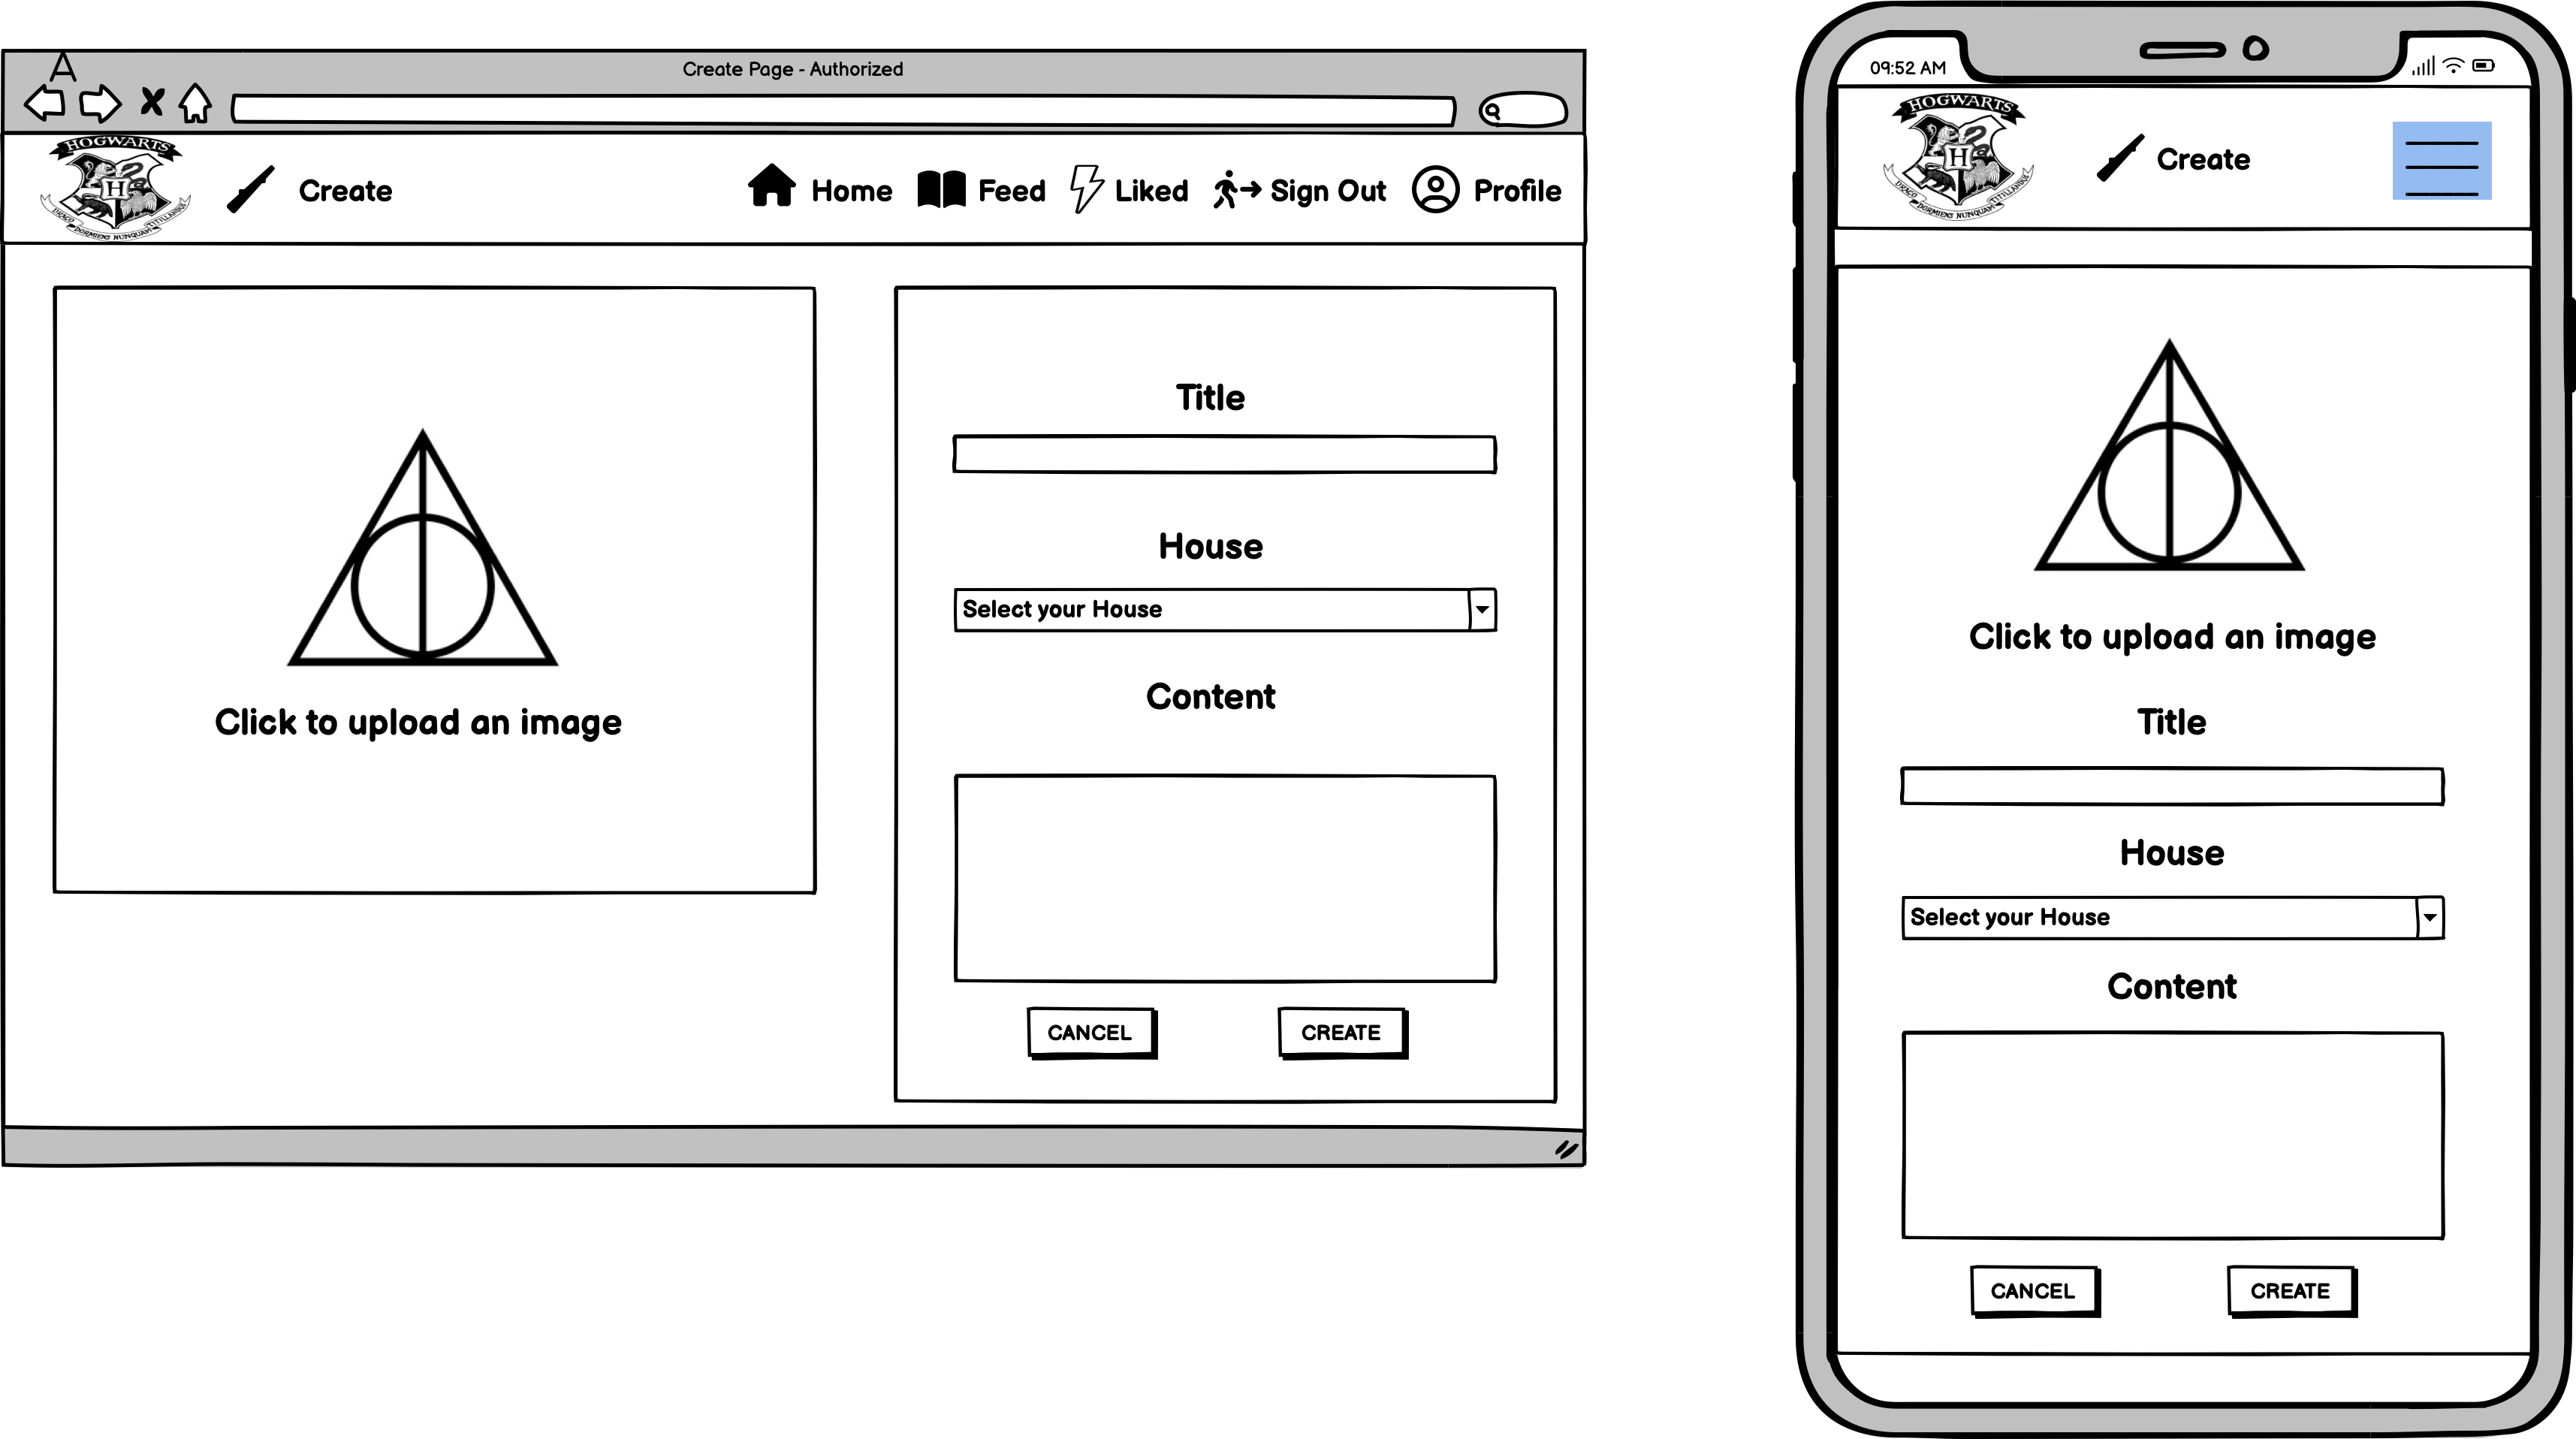 A
Create Page - Authorized
HOGWARTS
H
DRACO DORMIENS NUNQUAM TITILLANDUS
Create
Home
Feed
Liked
Sign Out
Profile
Click to upload an image
Title
House
Select your House
Content
CANCEL
CREATE
09:52 AM
HOGWARTS
H
DRACO DORMIENS NUNQUAM TITILLANDUS
Create
Click to upload an image
Title
House
Select your House
Content
CANCEL
CREATE